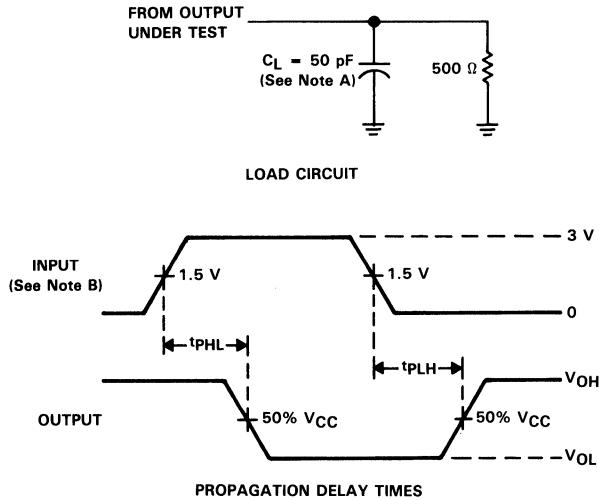 FROM OUTPUT
UNDER TEST
CL = 50 pF
(See Note A)
500 Ω
LOAD CIRCUIT
3 V
INPUT
(See Note B)
1.5 V
1.5 V
0
tPHL
tPLH
VOH
OUTPUT
50% VCC
50% VCC
VOL
PROPAGATION DELAY TIMES